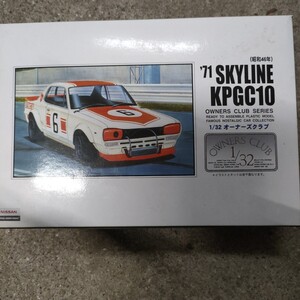 (昭和46年)
'71 SKYLINE
KPGC10
OWNERS CLUB SERIES
READY TO ASSEMBLE PLASTIC MODEL
FAMOUS NOSTALGIC CAR COLLECTION
1/32 オーナーズクラブ
6
6
OWNERS CLUB
1/32